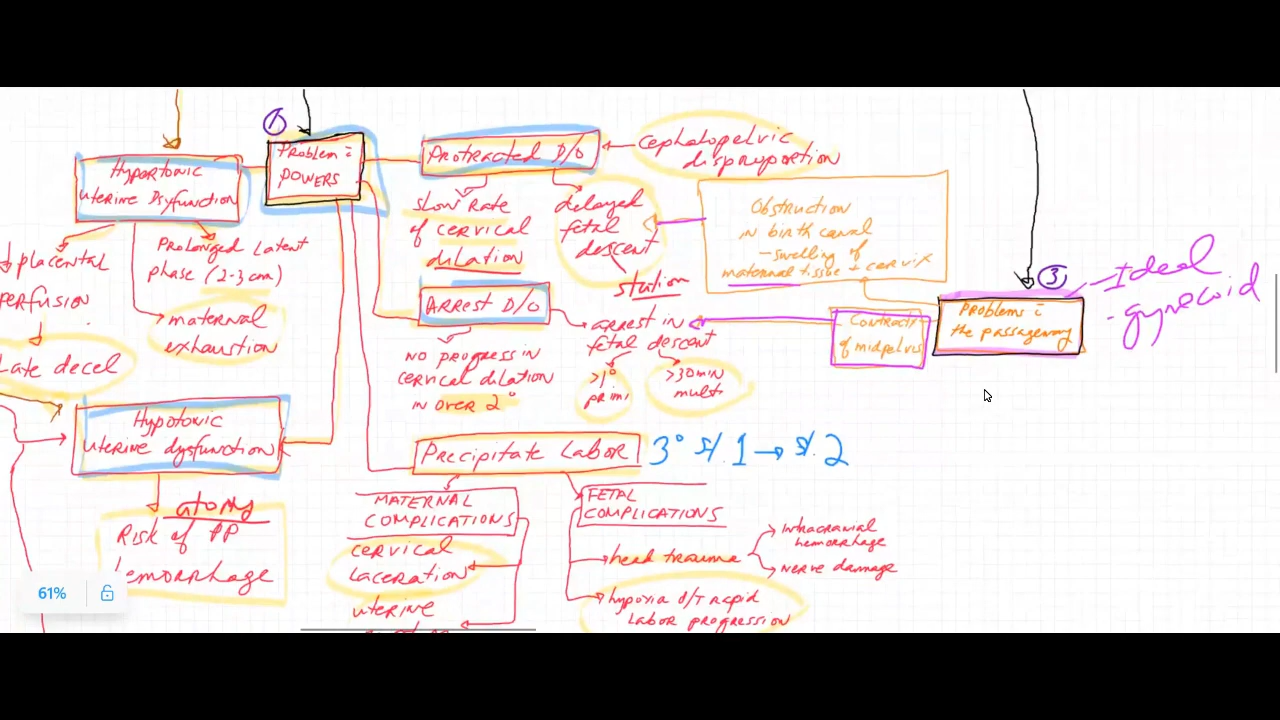 ①
Problem c̄
POWERS
Hypertonic
uterine Dysfunction
↓ placental
perfusion
Late decel
Prolonged Latent
phase (2-3cm)
maternal
exhaustion
Hypotonic
uterine dysfunction
atony
Risk of PP
hemorrhage
Protracted D/O
Cephalopelvic
disproportion
slow rate
of cervical
dilation
delayed
fetal
descent
station
Obstruction
in birth canal
- swelling of
maternal tissue + cervix
ARREST D/O
NO progress in
cervical dilation
in over 2°
arrest in
fetal descent
>1°
primi
>30min
multi
③
Problems c̄
the passageway
- Ideal
- gynecoid
of midpelvis
Precipitate Labor
3° st. 1 → st. 2
MATERNAL
COMPLICATIONS
cervical
laceration
uterine
FETAL
COMPLICATIONS
head trauma
intracranial
hemorrhage
nerve damage
hypoxia d/t rapid
labor progression
61%